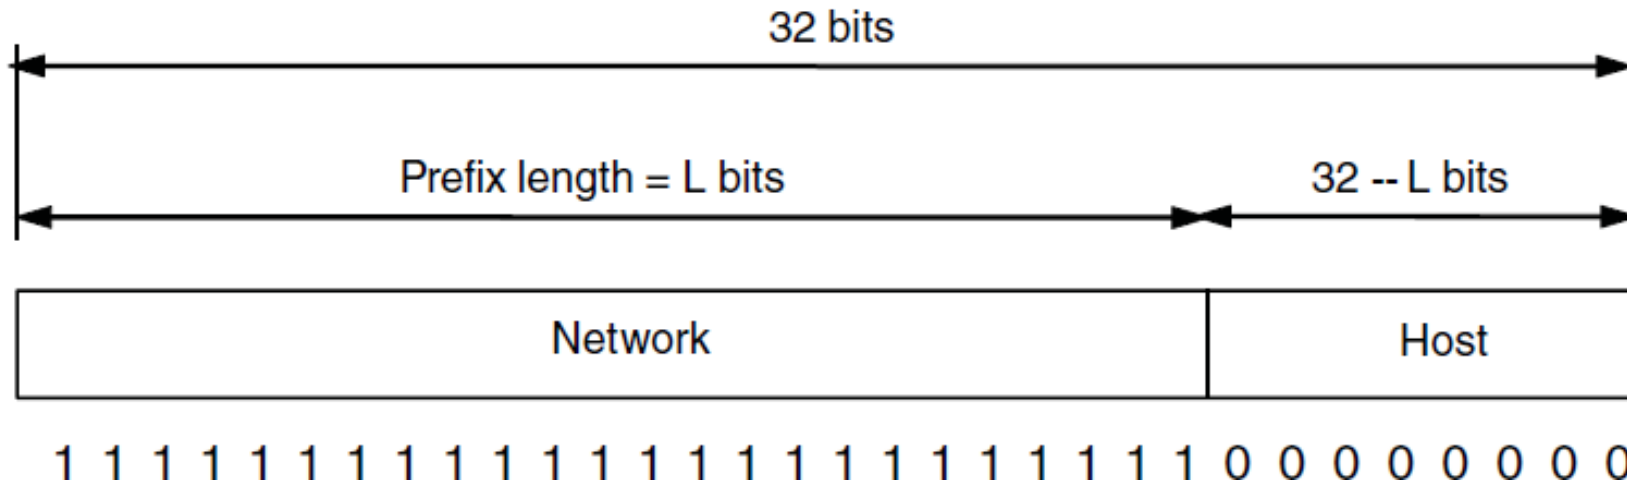 32 bits
Prefix length = L bits 32 -- L bits
Network Host
1 1 1 1 1 1 1 1 1 1 1 1 1 1 1 1 1 1 1 1 1 1 1 1 0 0 0 0 0 0 0 0